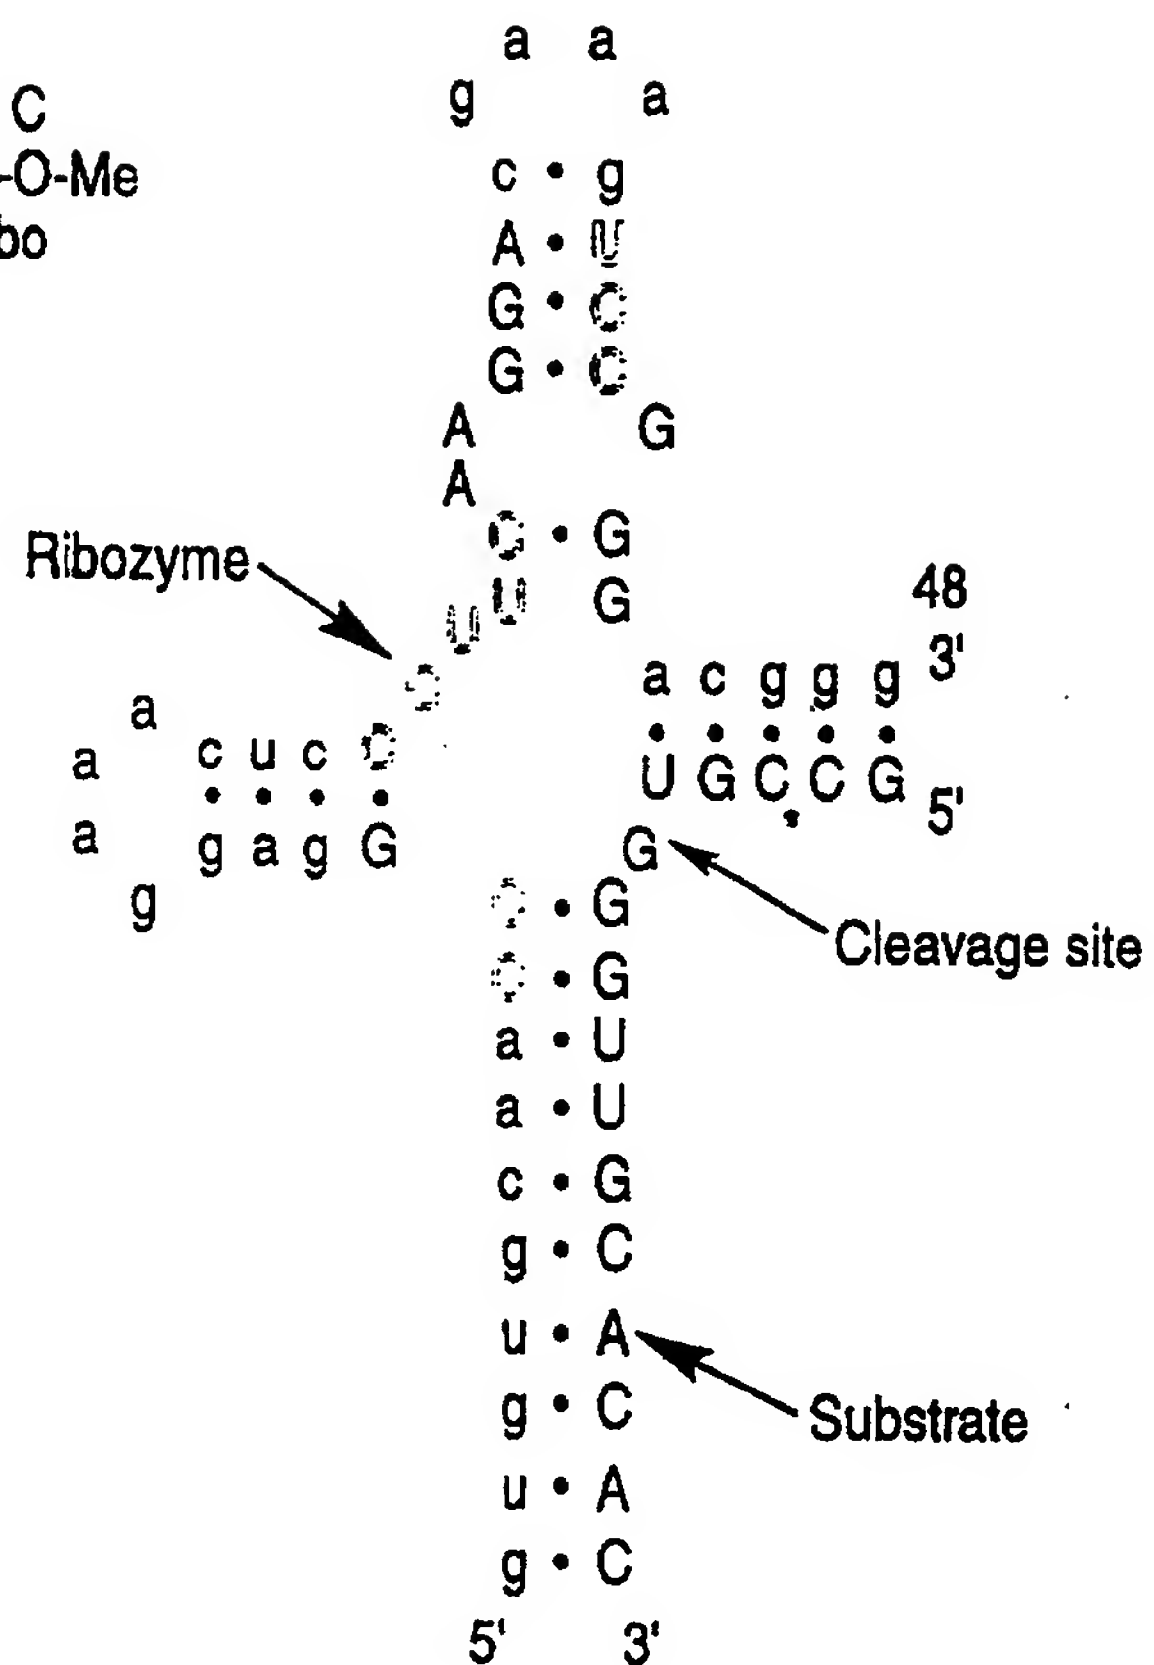 a a
C
g a
-O-Me
c • g
bo
A • U
G • C
G • C
A G
A
C • G
Ribozyme
48
U G
U
3'
a c g g g
a
c u c
a
U G C C G
5'
a
g a g G
G
g
G
Cleavage site
G
a • U
a • U
c • G
g • C
u • A
Substrate
g • C
u • A
g • C
5' 3'